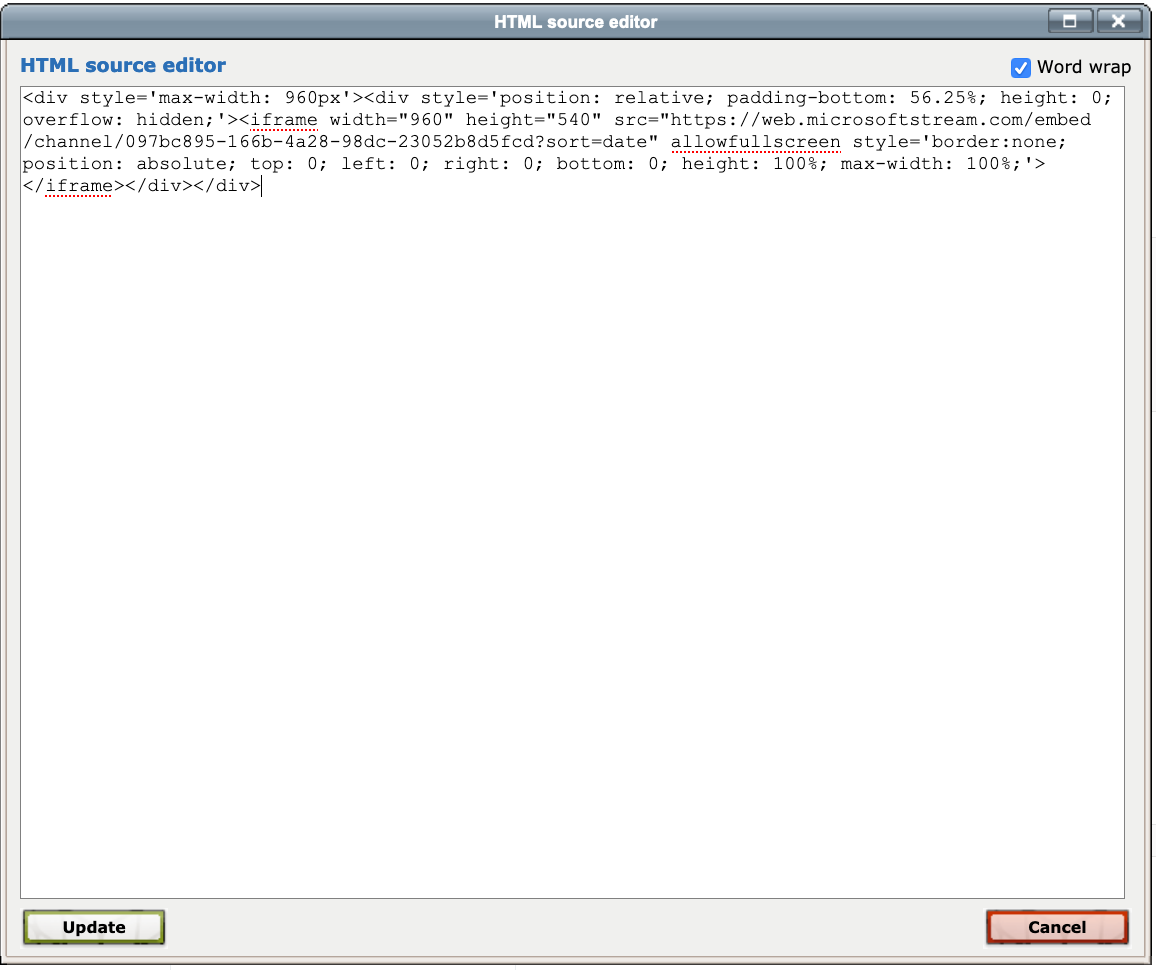 HTML source editor
HTML source editor
Word wrap
<div style='max-width: 960px'><div style='position: relative; padding-bottom: 56.25%; height: 0;
overflow: hidden;'><iframe width="960" height="540" src="https://web.microsoftstream.com/embed
/channel/097bc895-166b-4a28-98dc-23052b8d5fcd?sort=date" allowfullscreen style='border:none;
position: absolute; top: 0; left: 0; right: 0; bottom: 0; height: 100%; max-width: 100%;'>
</iframe></div></div>
Update
Cancel